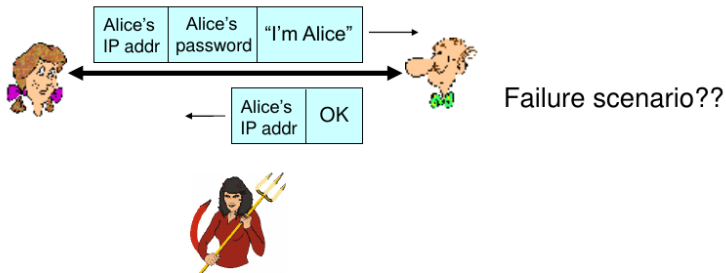 Alice's
IP addr
Alice's
password
“I'm Alice”
Alice's
IP addr
OK
Failure scenario??